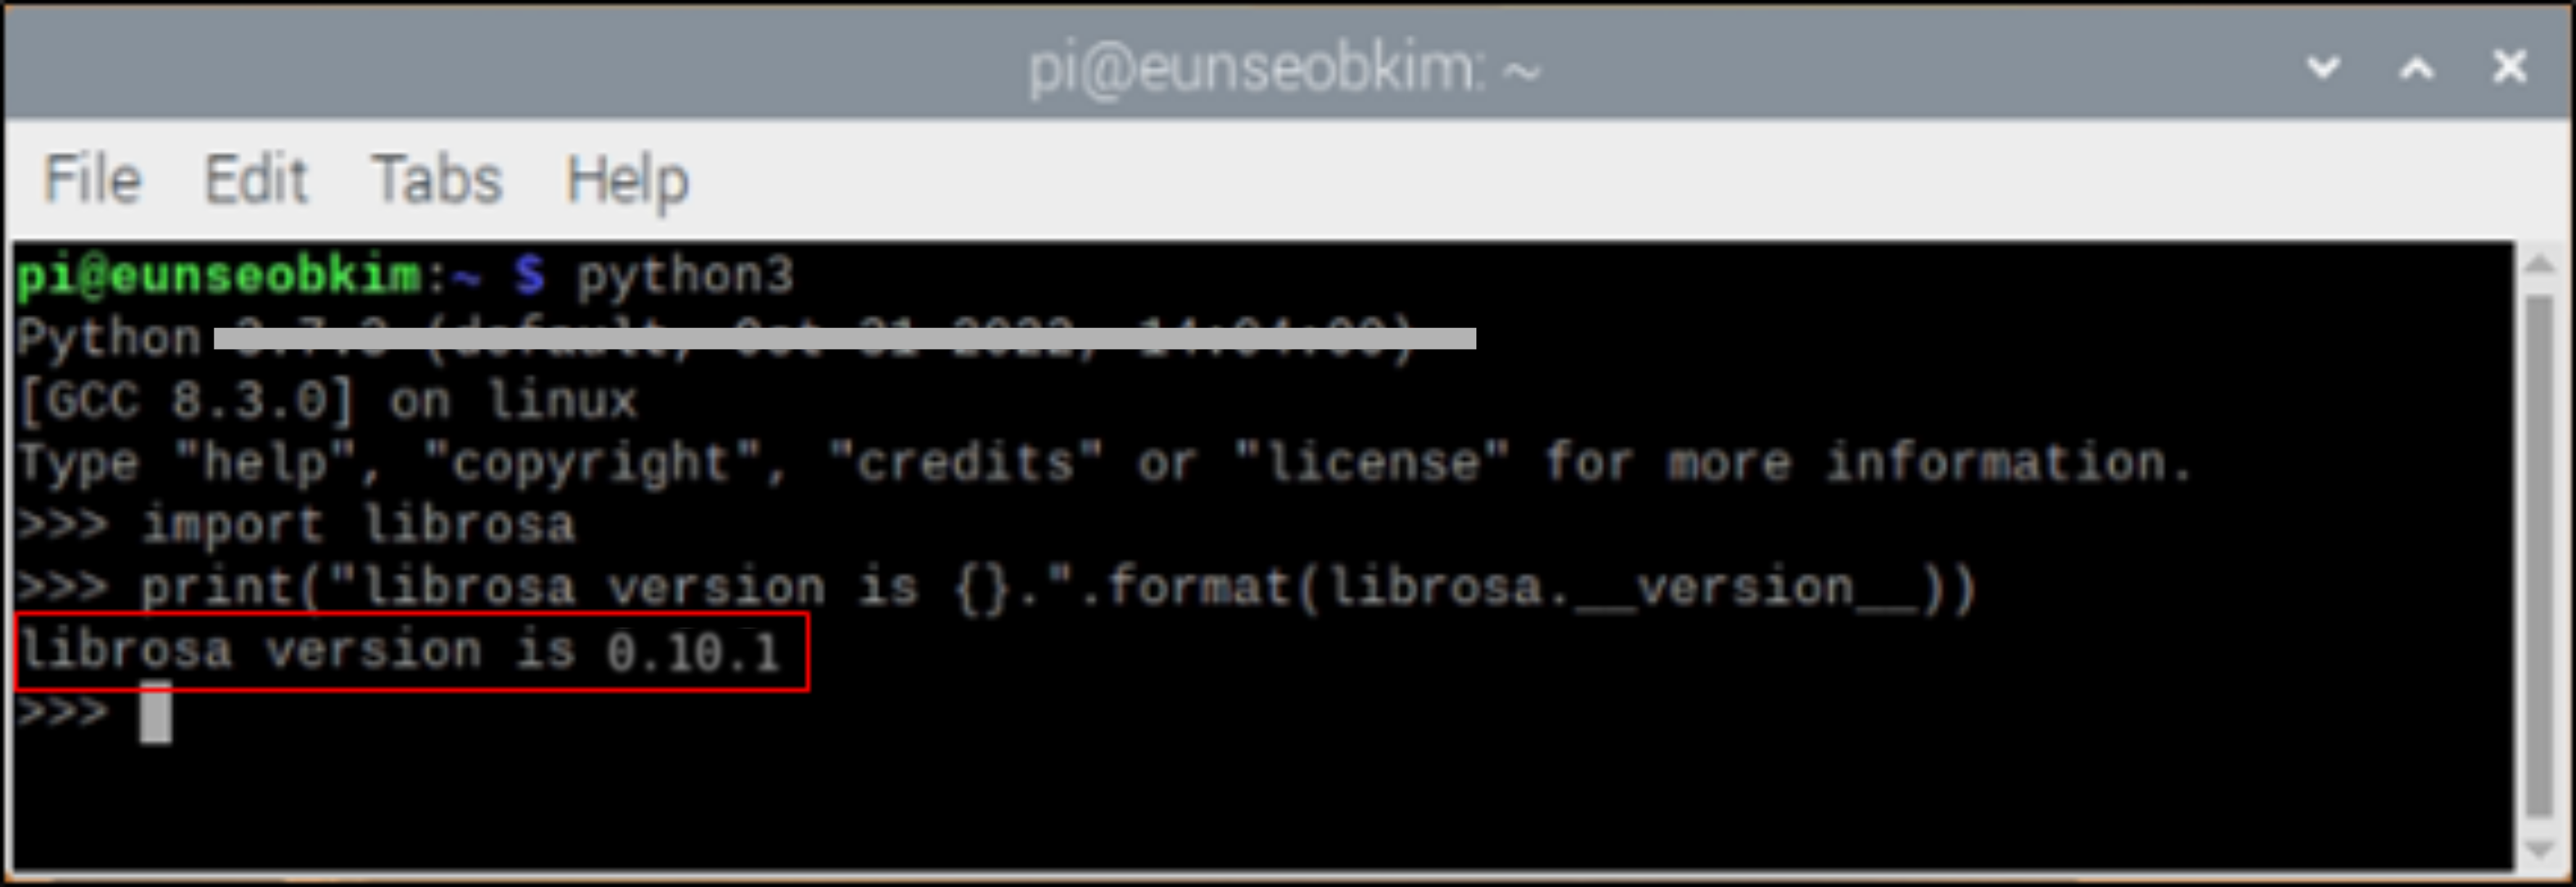 pi@eunseobkim: ~
File Edit Tabs Help
pi@eunseobkim:~ $ python3
Python
[GCC 8.3.0] on linux
Type "help", "copyright", "credits" or "license" for more information.
>>> import librosa
>>> print("librosa version is {}.".format(librosa.__version__))
librosa version is 0.10.1
>>>